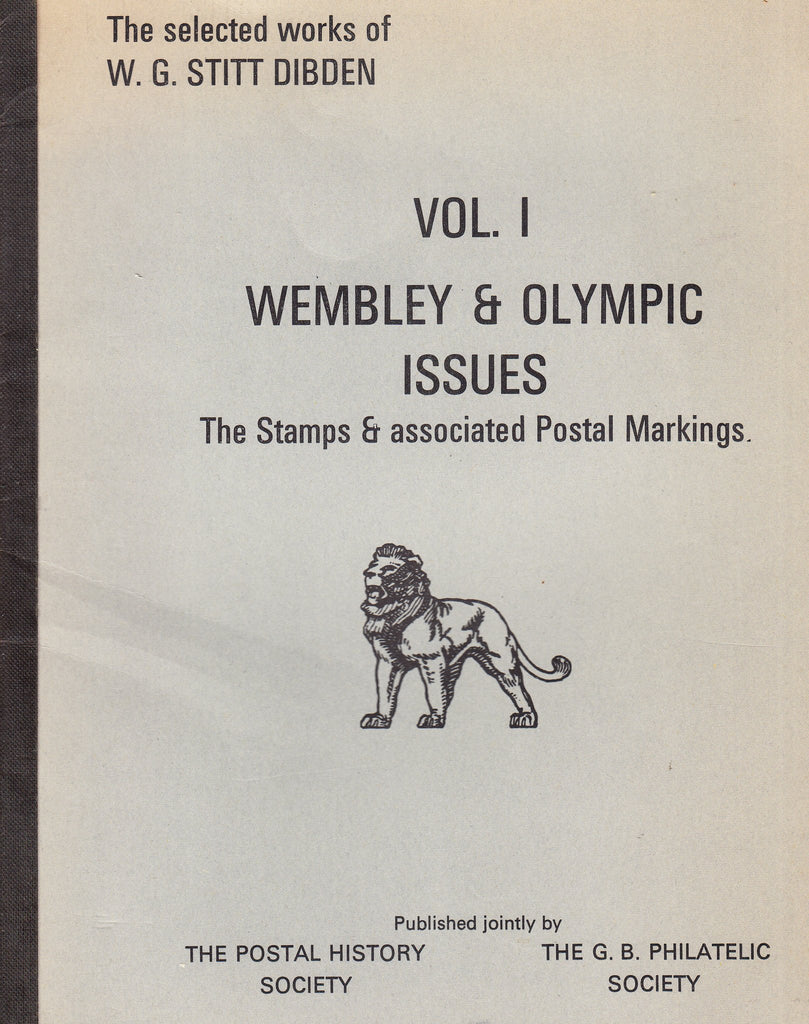 The selected works of
W. G. STITT DIBDEN
VOL. I
WEMBLEY & OLYMPIC
ISSUES
The Stamps & associated Postal Markings.
Published jointly by
THE POSTAL HISTORY
SOCIETY
THE G. B. PHILATELIC
SOCIETY